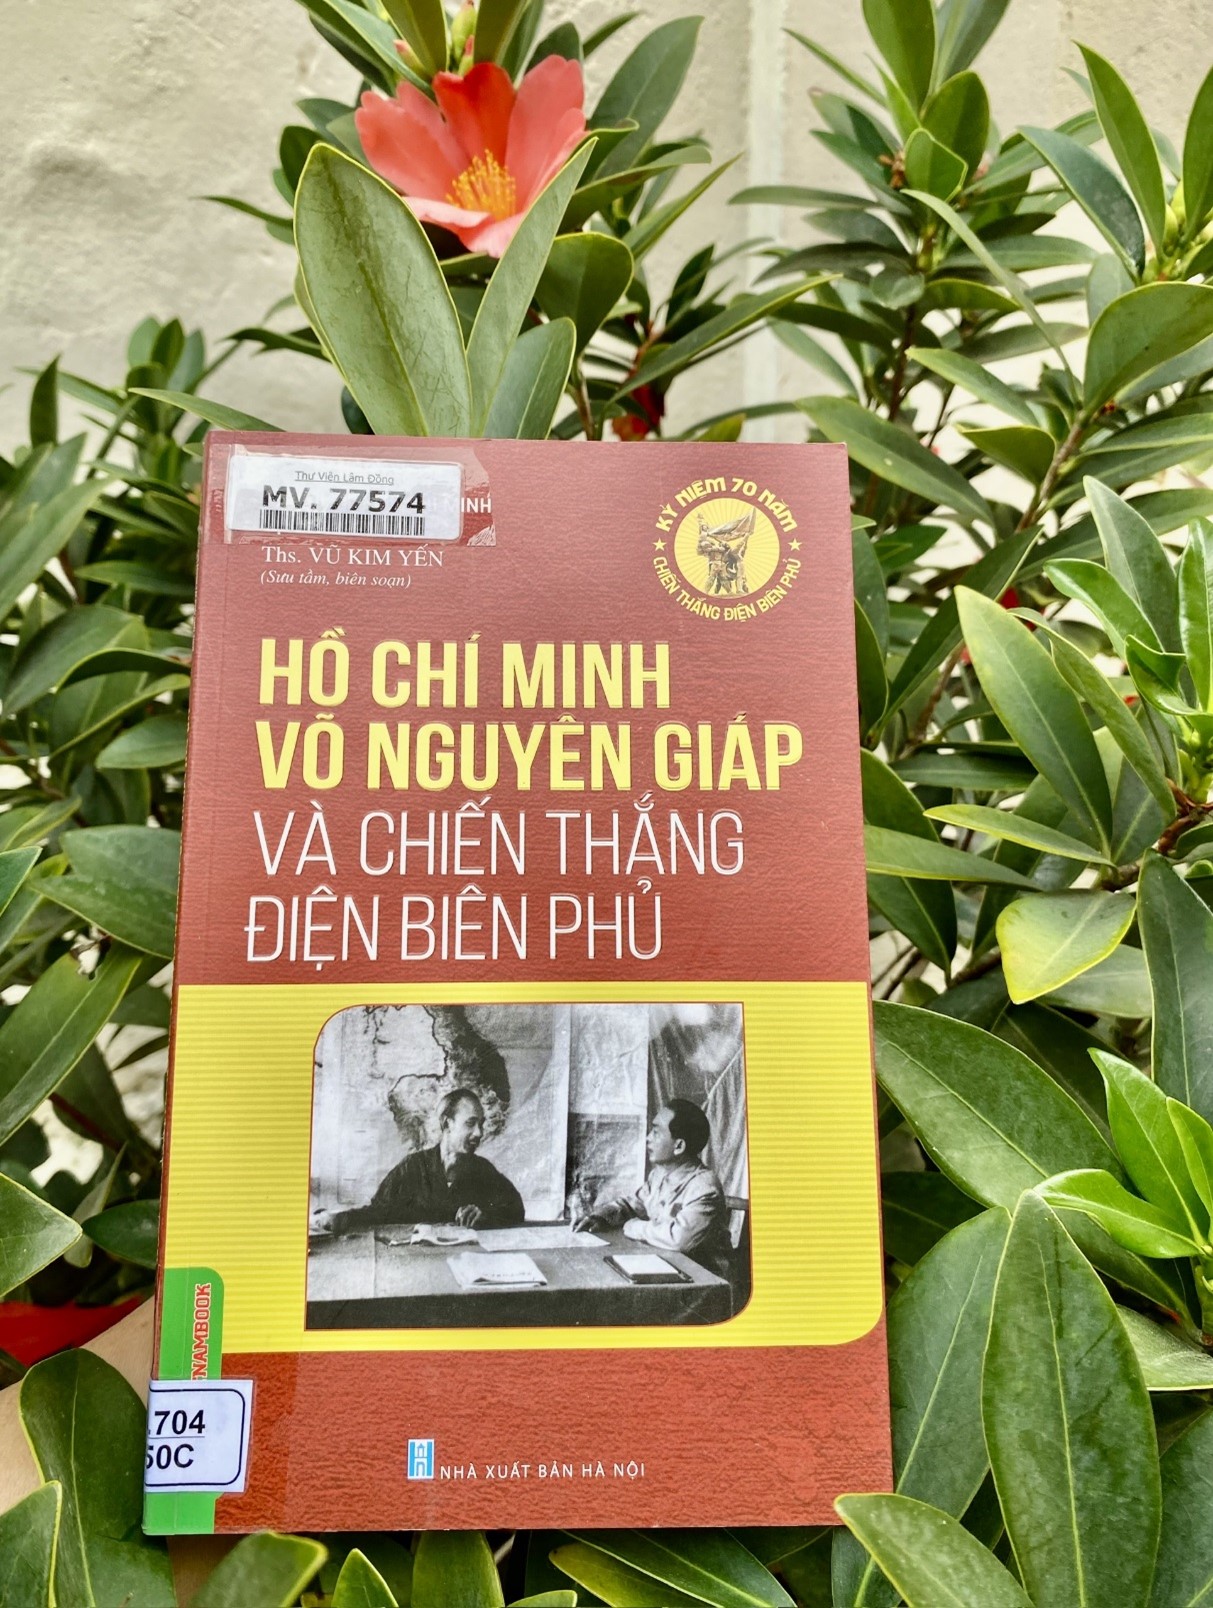 Thư Viện Lâm Đồng
MV. 77574
Ths. VŨ KIM YẾN
(Sưu tầm, biên soạn)
KỶ NIỆM 70 NĂM
CHIẾN THẮNG ĐIỆN BIÊN PHỦ
HỒ CHÍ MINH
VÕ NGUYÊN GIÁP
VÀ CHIẾN THẮNG
ĐIỆN BIÊN PHỦ
NAMBOOK
.704
50C
NHÀ XUẤT BẢN HÀ NỘI